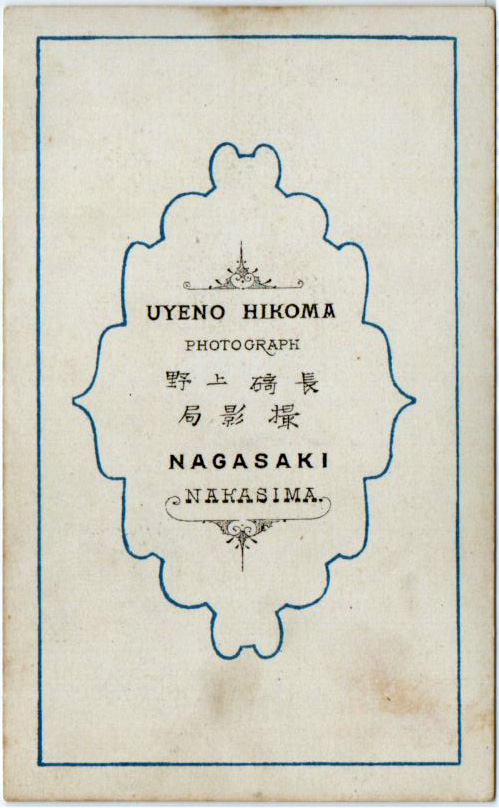 UYENO HIKOMA
PHOTOGRAPH
長碕上野
撮影局
NAGASAKI
NAKASIMA.